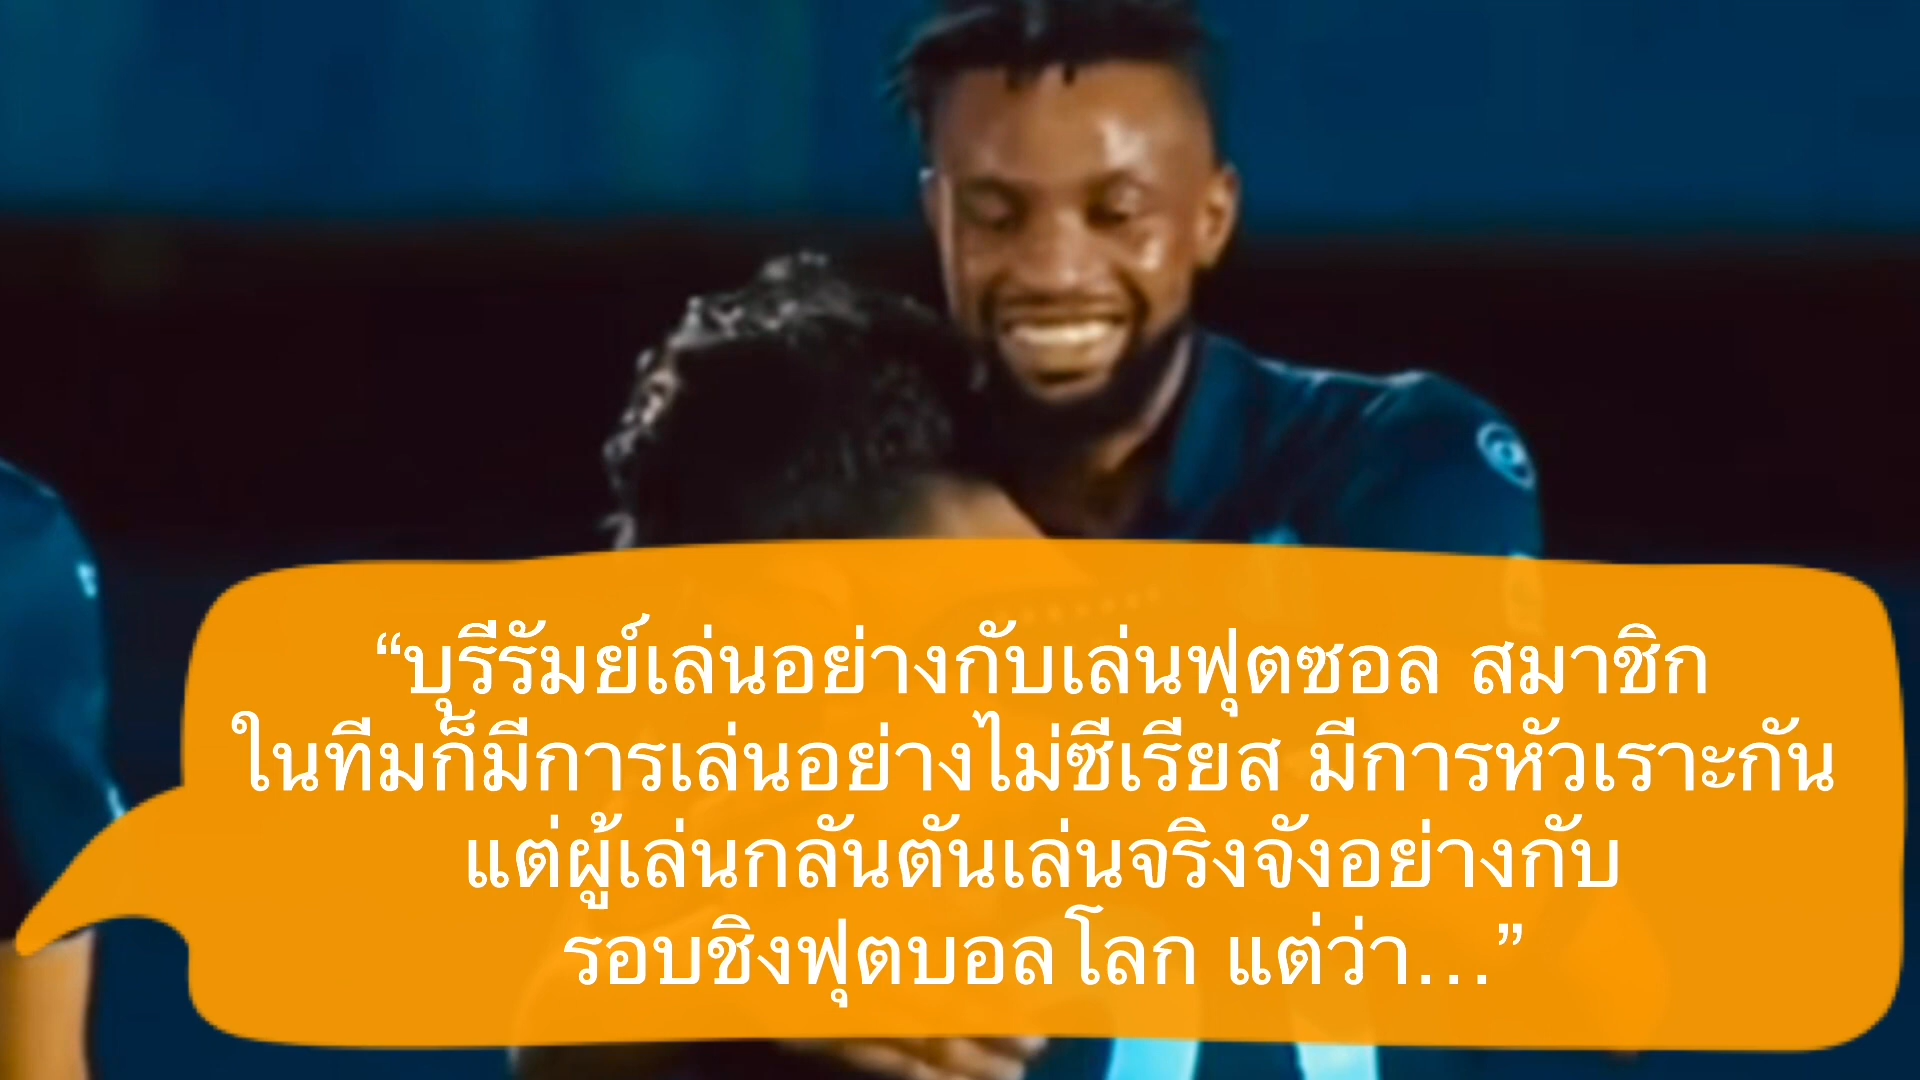 “บุรีรัมย์เล่นอย่างกับเล่นฟุตซอล สมาชิก
ในทีมก็มีการเล่นอย่างไม่ซีเรียส มีการหัวเราะกัน
แต่ผู้เล่นกลันตันเล่นจริงจังอย่างกับ
รอบชิงฟุตบอลโลก แต่ว่า...”